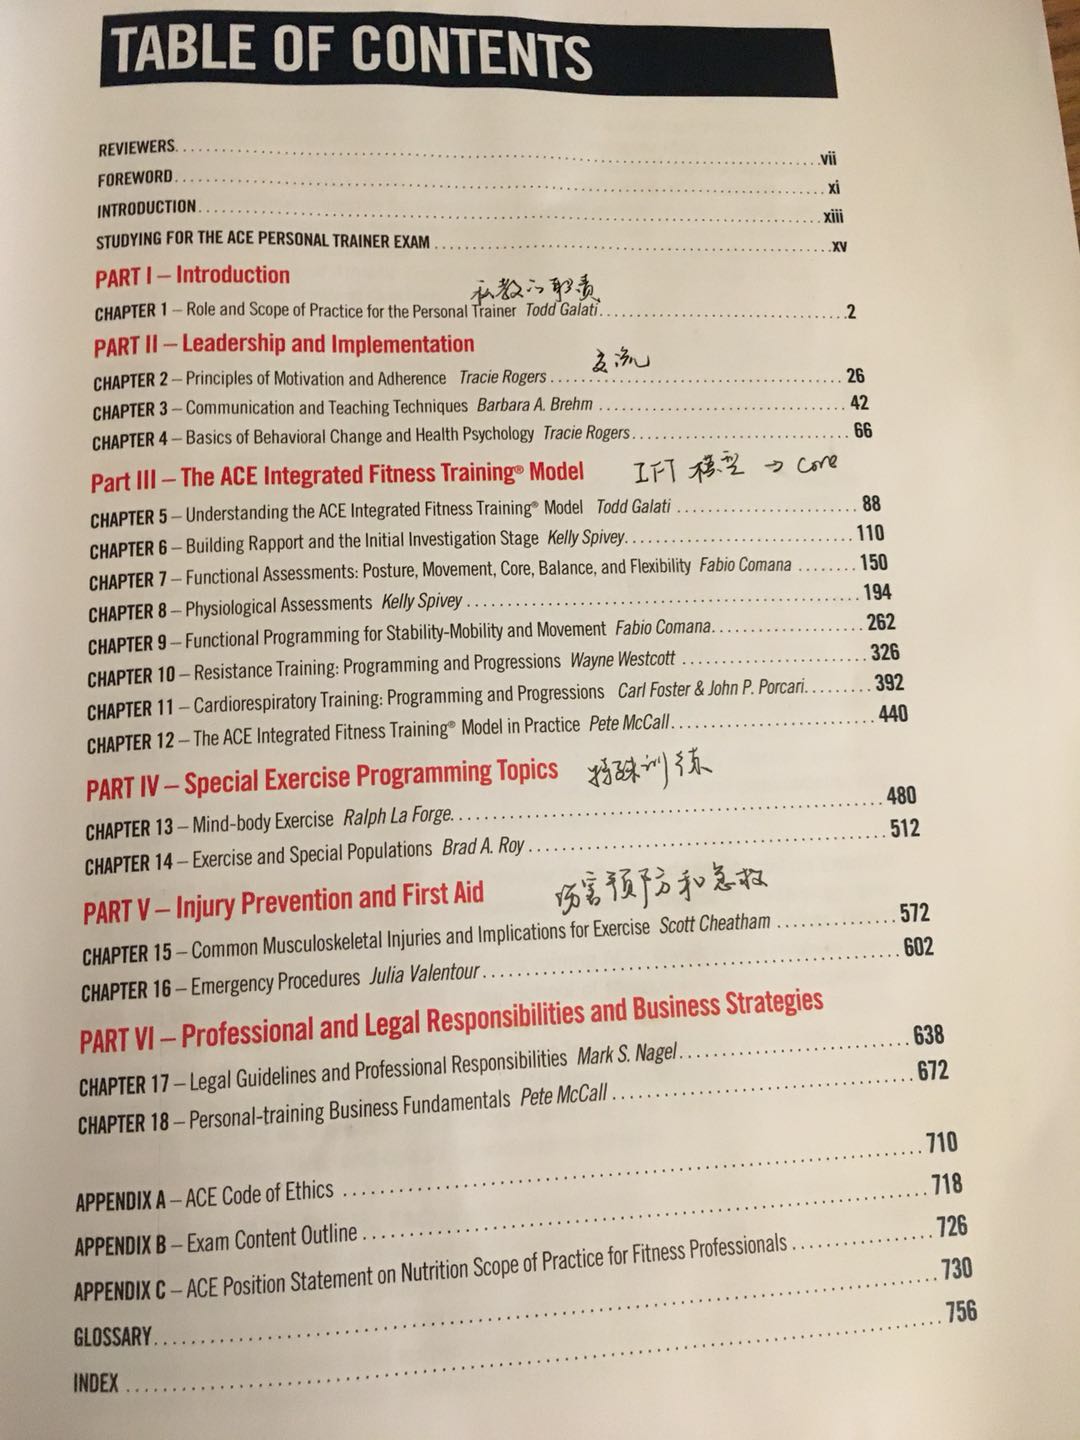 TABLE OF CONTENTS
REVIEWERS................vii
FOREWORD................xi
INTRODUCTION................xiii
STUDYING FOR THE ACE PERSONAL TRAINER EXAM................xv
PART I – Introduction
私教的职责
CHAPTER 1 – Role and Scope of Practice for the Personal Trainer Todd Galati................2
PART II – Leadership and Implementation
交流
CHAPTER 2 – Principles of Motivation and Adherence Tracie Rogers................26
CHAPTER 3 – Communication and Teaching Techniques Barbara A. Brehm................42
CHAPTER 4 – Basics of Behavioral Change and Health Psychology Tracie Rogers................66
Part III – The ACE Integrated Fitness Training® Model IFT 模型 → core
CHAPTER 5 – Understanding the ACE Integrated Fitness Training® Model Todd Galati................88
CHAPTER 6 – Building Rapport and the Initial Investigation Stage Kelly Spivey................110
CHAPTER 7 – Functional Assessments: Posture, Movement, Core, Balance, and Flexibility Fabio Comana........150
CHAPTER 8 – Physiological Assessments Kelly Spivey................194
CHAPTER 9 – Functional Programming for Stability-Mobility and Movement Fabio Comana................262
CHAPTER 10 – Resistance Training: Programming and Progressions Wayne Westcott................326
CHAPTER 11 – Cardiorespiratory Training: Programming and Progressions Carl Foster & John P. Porcari.........392
CHAPTER 12 – The ACE Integrated Fitness Training® Model in Practice Pete McCall................440
PART IV – Special Exercise Programming Topics 特殊训练
CHAPTER 13 – Mind-body Exercise Ralph La Forge................480
CHAPTER 14 – Exercise and Special Populations Brad A. Roy................512
PART V – Injury Prevention and First Aid 伤害预防和急救
CHAPTER 15 – Common Musculoskeletal Injuries and Implications for Exercise Scott Cheatham.............572
CHAPTER 16 – Emergency Procedures Julia Valentour................602
PART VI – Professional and Legal Responsibilities and Business Strategies
CHAPTER 17 – Legal Guidelines and Professional Responsibilities Mark S. Nagel................638
CHAPTER 18 – Personal-training Business Fundamentals Pete McCall................672
APPENDIX A – ACE Code of Ethics................710
APPENDIX B – Exam Content Outline................718
APPENDIX C – ACE Position Statement on Nutrition Scope of Practice for Fitness Professionals...............726
GLOSSARY................730
INDEX................756